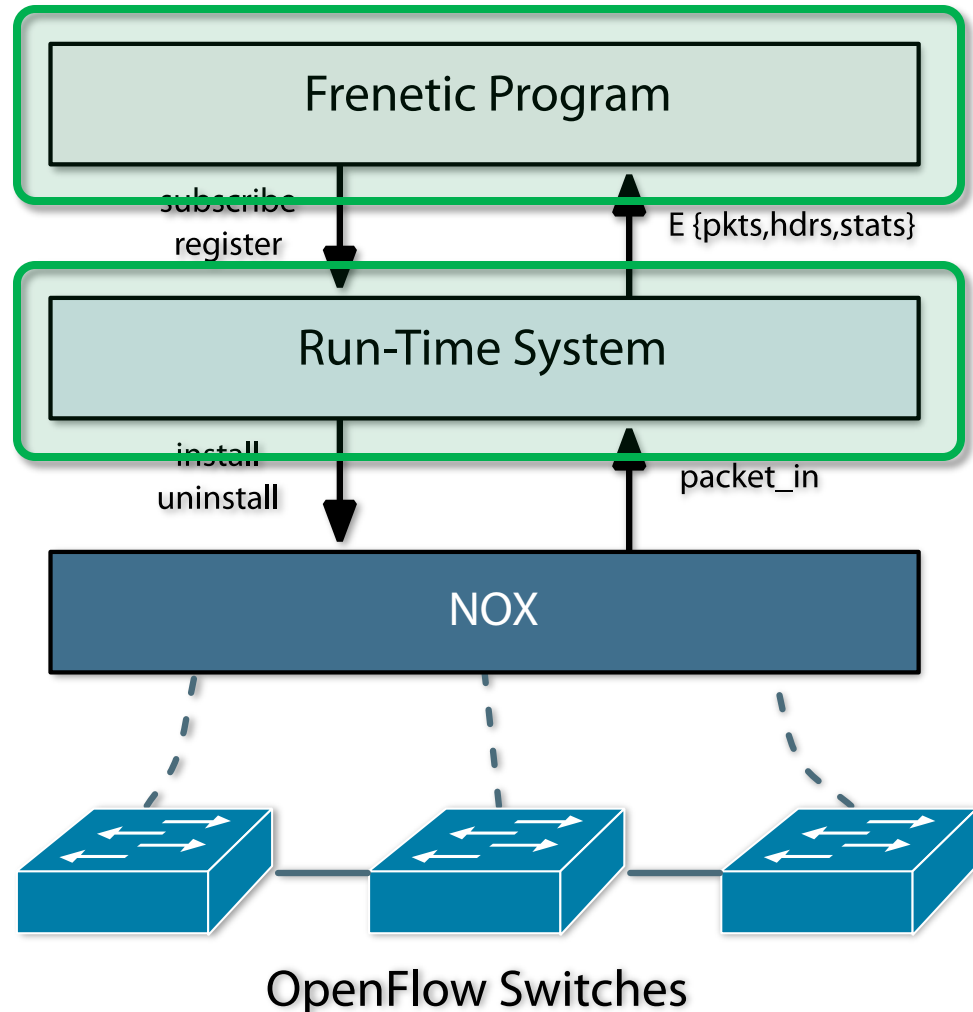 Frenetic Program
subscribe
register
E {pkts,hdrs,stats}
Run-Time System
install
uninstall
packet_in
NOX
OpenFlow Switches